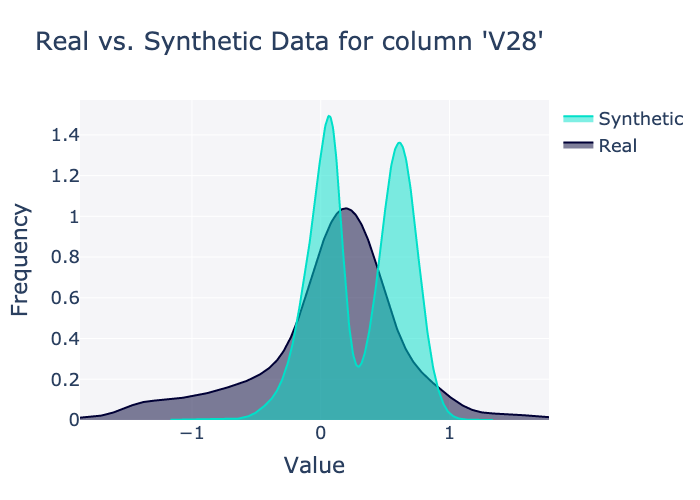 Real vs. Synthetic Data for column 'V28'
Synthetic
Real
Frequency
1.4
1.2
1
0.8
0.6
0.4
0.2
0
−1
0
1
Value